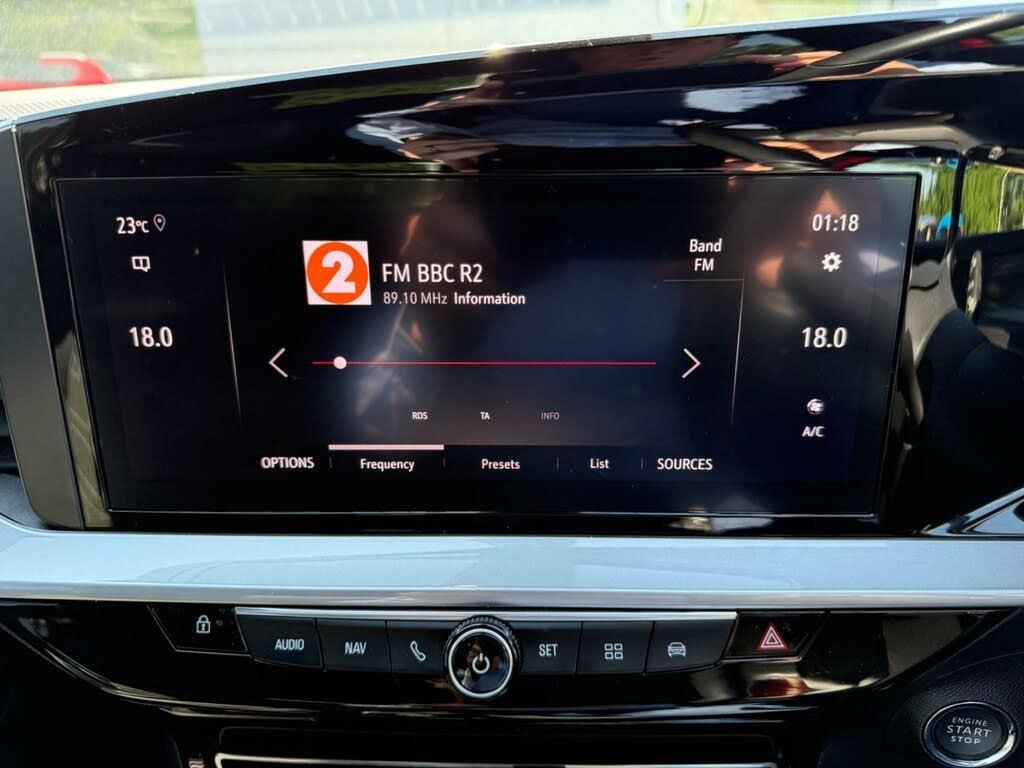 23°C
01:18
2
FM BBC R2
89.10 MHz Information
Band
FM
18.0
18.0
RDS TA INFO
A/C
OPTIONS Frequency Presets List SOURCES
AUDIO NAV SET
ENGINE
START
STOP